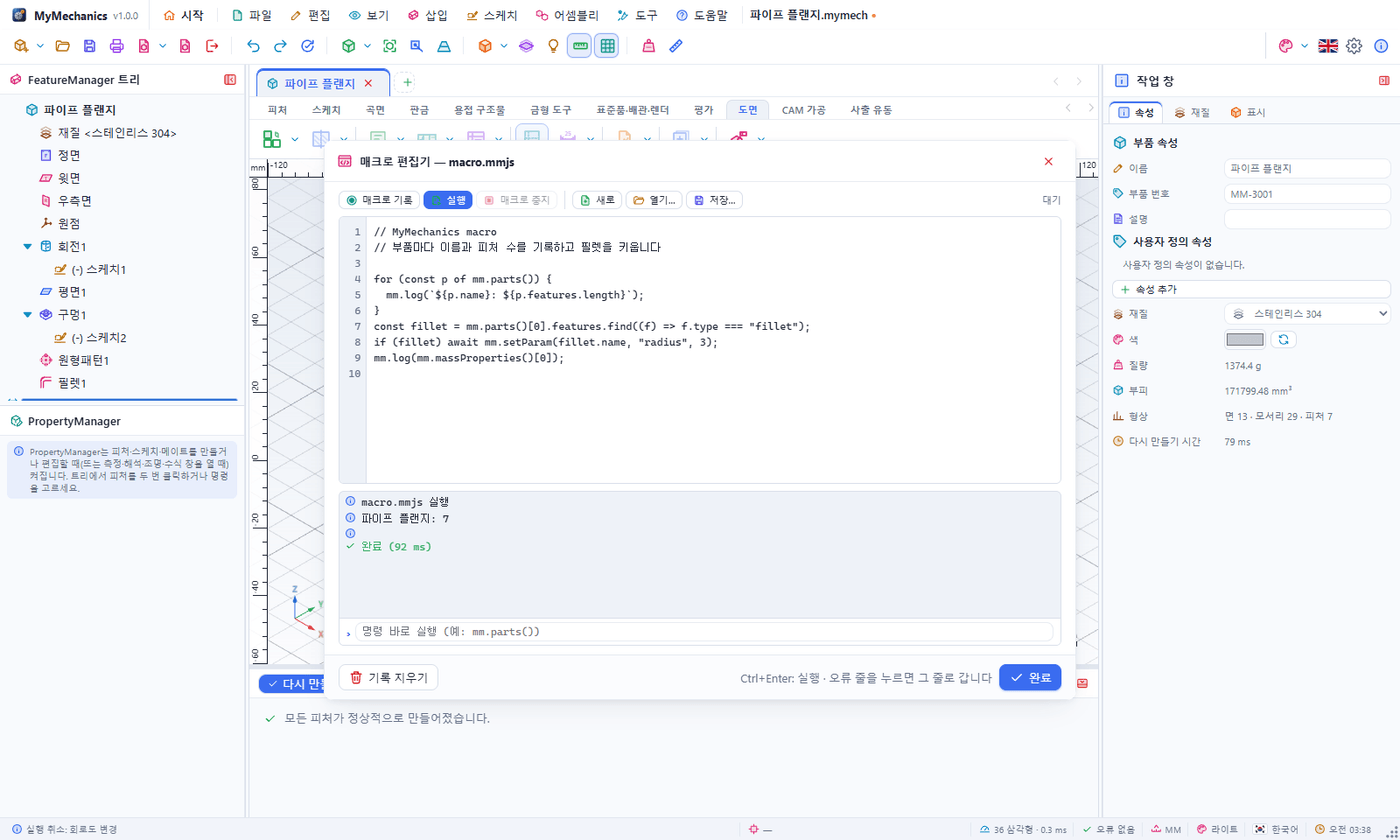 MyMechanics v1.0.0
시작 파일 편집 보기 삽입 스케치 어셈블리 도구 도움말 파이프 플랜지.mymech
FeatureManager 트리
파이프 플랜지
재질 <스테인리스 304>
정면
윗면
우측면
원점
회전1
(-) 스케치1
평면1
구멍1
(-) 스케치2
원형패턴1
필렛1
PropertyManager
PropertyManager는 피처·스케치·메이트를 만들거
나 편집할 때(또는 측정·해석·조명·수식 창을 열 때)
켜집니다. 트리에서 피처를 두 번 클릭하거나 명령
을 고르세요.
파이프 플랜지
피처 스케치 곡면 판금 용접 구조물 금형 도구 표준품·배관·렌더 평가 도면 CAM 가공 사출 유동
mm -120 120
80
60
40
20
0
-20
-40
-60
Z
Y
X
매크로 편집기 — macro.mmjs
매크로 기록 실행 매크로 중지 새로 열기... 저장... 대기
1 // MyMechanics macro
2 // 부품마다 이름과 피처 수를 기록하고 필렛을 키웁니다
3
4 for (const p of mm.parts()) {
5 mm.log(`${p.name}: ${p.features.length}`);
6 }
7 const fillet = mm.parts()[0].features.find((f) => f.type === "fillet");
8 if (fillet) await mm.setParam(fillet.name, "radius", 3);
9 mm.log(mm.massProperties()[0]);
10
macro.mmjs 실행
파이프 플랜지: 7
완료 (92 ms)
› 명령 바로 실행 (예: mm.parts())
기록 지우기 Ctrl+Enter: 실행 · 오류 줄을 누르면 그 줄로 갑니다 완료
다시 만
모든 피처가 정상적으로 만들어졌습니다.
작업 창
속성 재질 표시
부품 속성
이름 파이프 플랜지
부품 번호 MM-3001
설명
사용자 정의 속성
사용자 정의 속성이 없습니다.
속성 추가
재질 스테인리스 304
색
질량 1374.4 g
부피 171799.48 mm³
형상 면 13 · 모서리 29 · 피처 7
다시 만들기 시간 79 ms
실행 취소: 회로도 변경 — 36 삼각형 · 0.3 ms 오류 없음 MM 라이트 한국어 오전 03:38